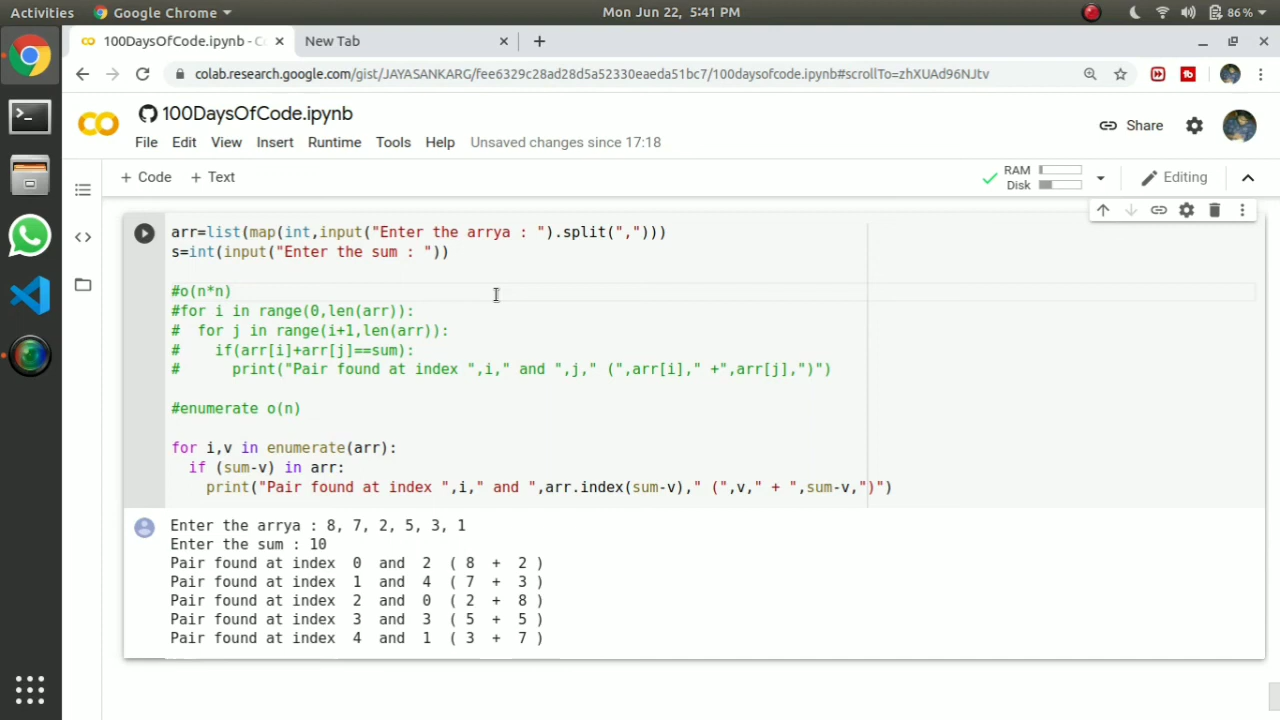 Activities
Google Chrome
Mon Jun 22, 5:41 PM
86 %
100DaysOfCode.ipynb - Co
New Tab
colab.research.google.com/gist/JAYASANKARG/fee6329c28ad28d5a52330eaeda51bc7/100daysofcode.ipynb#scrollTo=zhXUAd96NJtv
100DaysOfCode.ipynb
File Edit View Insert Runtime Tools Help Unsaved changes since 17:18
Share
+ Code + Text
RAM
Disk
Editing
arr=list(map(int,input("Enter the arrya : ").split(",")))
s=int(input("Enter the sum : "))
#o(n*n)
#for i in range(0,len(arr)):
#  for j in range(i+1,len(arr)):
#    if(arr[i]+arr[j]==sum):
#      print("Pair found at index ",i," and ",j," (",arr[i]," +",arr[j],")")
#enumerate o(n)
for i,v in enumerate(arr):
  if (sum-v) in arr:
    print("Pair found at index ",i," and ",arr.index(sum-v)," (",v," + ",sum-v,")")
Enter the arrya : 8, 7, 2, 5, 3, 1
Enter the sum : 10
Pair found at index  0  and  2  ( 8  +  2 )
Pair found at index  1  and  4  ( 7  +  3 )
Pair found at index  2  and  0  ( 2  +  8 )
Pair found at index  3  and  3  ( 5  +  5 )
Pair found at index  4  and  1  ( 3  +  7 )